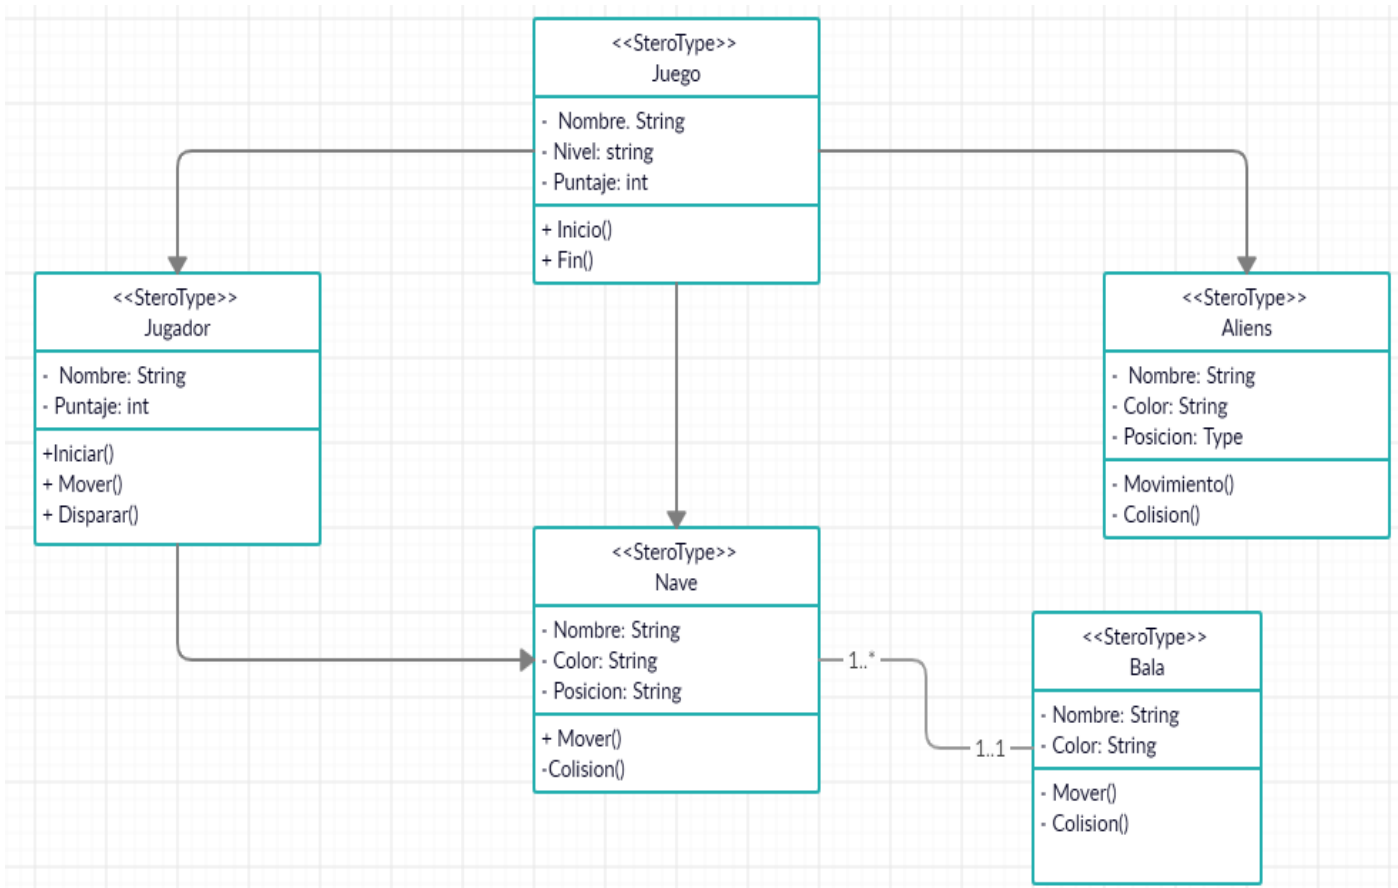 <<SteroType>>
Juego
- Nombre. String
- Nivel: string
- Puntaje: int
+ Inicio()
+ Fin()
<<SteroType>>
Jugador
- Nombre: String
- Puntaje: int
+Iniciar()
+ Mover()
+ Disparar()
<<SteroType>>
Aliens
- Nombre: String
- Color: String
- Posicion: Type
- Movimiento()
- Colision()
<<SteroType>>
Nave
- Nombre: String
- Color: String
- Posicion: String
+ Mover()
-Colision()
1..*
1..1
<<SteroType>>
Bala
- Nombre: String
- Color: String
- Mover()
- Colision()